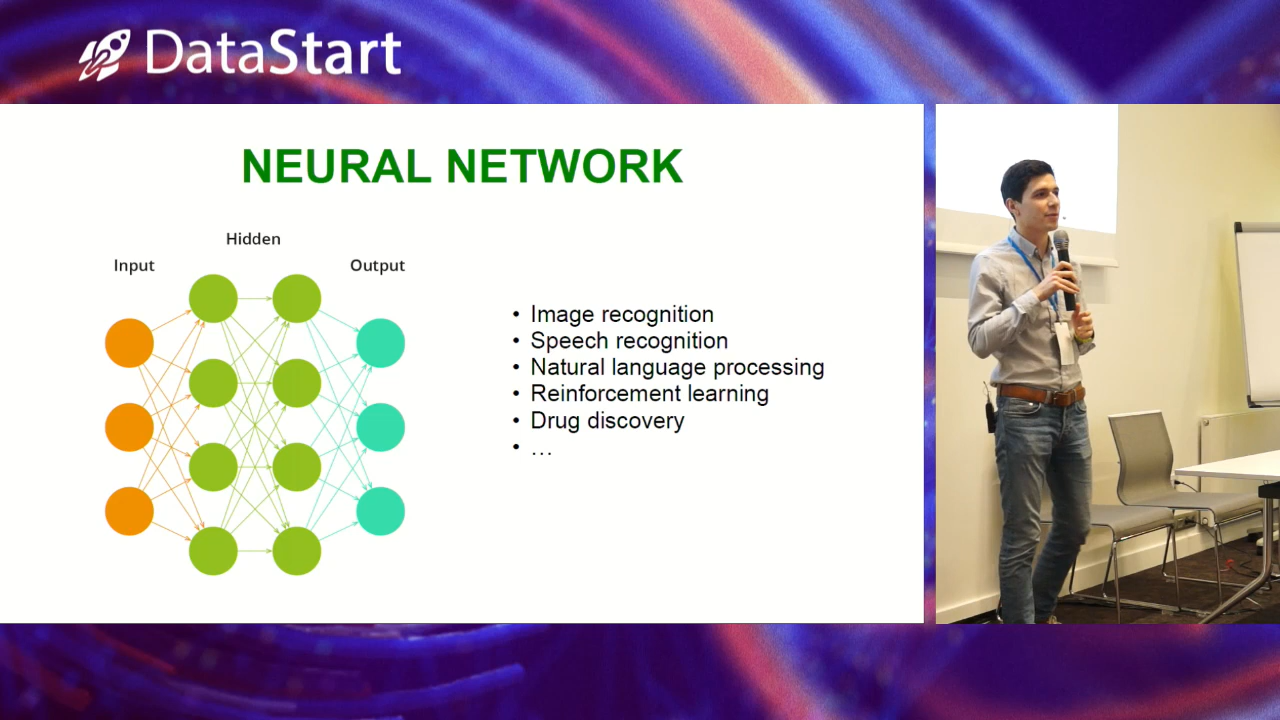 DataStart
NEURAL NETWORK
Hidden
Input
Output
• Image recognition
• Speech recognition
• Natural language processing
• Reinforcement learning
• Drug discovery
• …